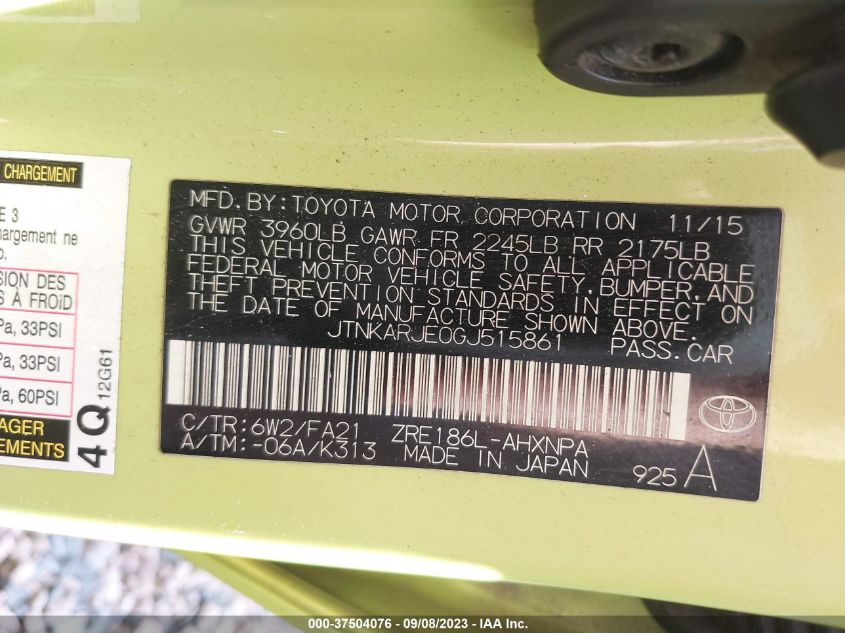 CHARGEMENT
E 3
hargement ne
o.
SION DES
S À FROID
Pa, 33PSI
Pa, 33PSI
Pa, 60PSI
AGER
EMENTS
4Q 12G61
MFD. BY: TOYOTA MOTOR CORPORATION 11/15
GVWR 3960LB GAWR FR 2245LB RR 2175LB
THIS VEHICLE CONFORMS TO ALL APPLICABLE
FEDERAL MOTOR VEHICLE SAFETY, BUMPER, AND
THEFT PREVENTION STANDARDS IN EFFECT ON
THE DATE OF MANUFACTURE SHOWN ABOVE.
JTNKARJE0GJ515861 PASS. CAR
C/TR: 6W2/FA21 ZRE186L-AHXNPA
A/TM: -06A/K313 MADE IN JAPAN 925 A
000-37504076 - 09/08/2023 - IAA Inc.